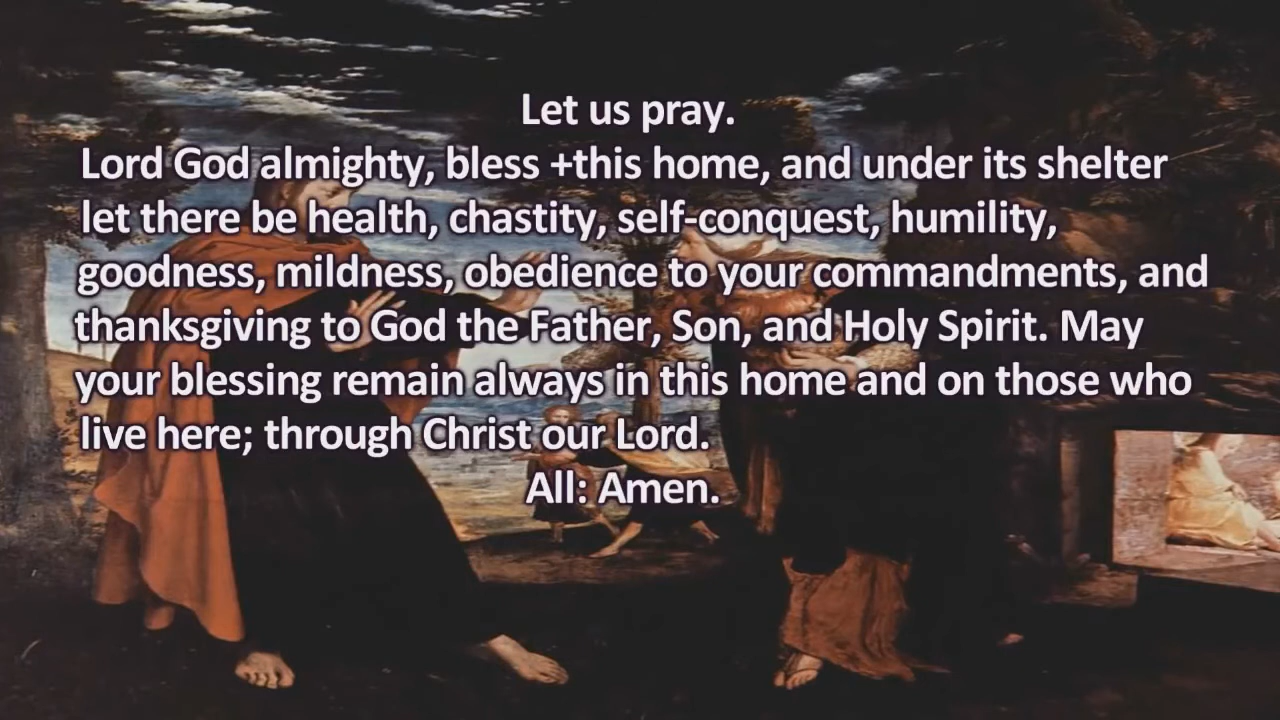 Let us pray.
Lord God almighty, bless +this home, and under its shelter
let there be health, chastity, self-conquest, humility,
goodness, mildness, obedience to your commandments, and
thanksgiving to God the Father, Son, and Holy Spirit. May
your blessing remain always in this home and on those who
live here; through Christ our Lord.
All: Amen.